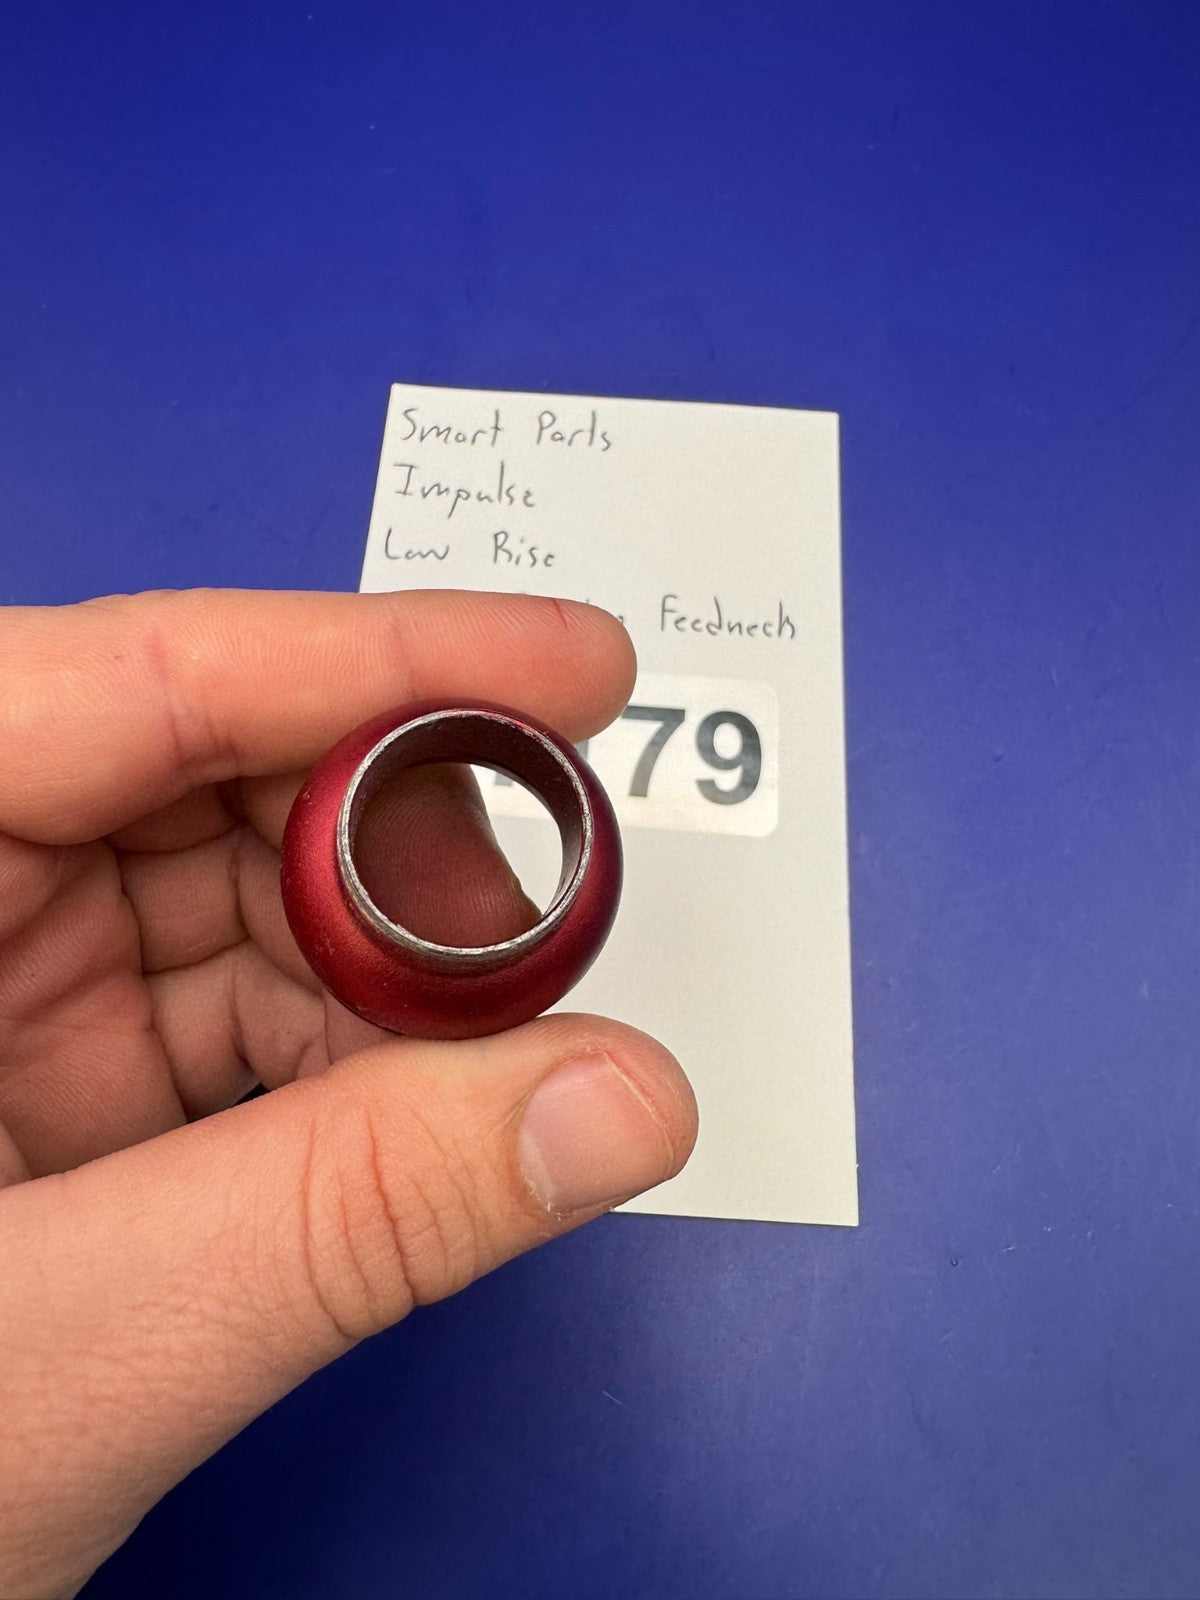 Smart Parts
Impulse
Low Rise
Feedneck
79